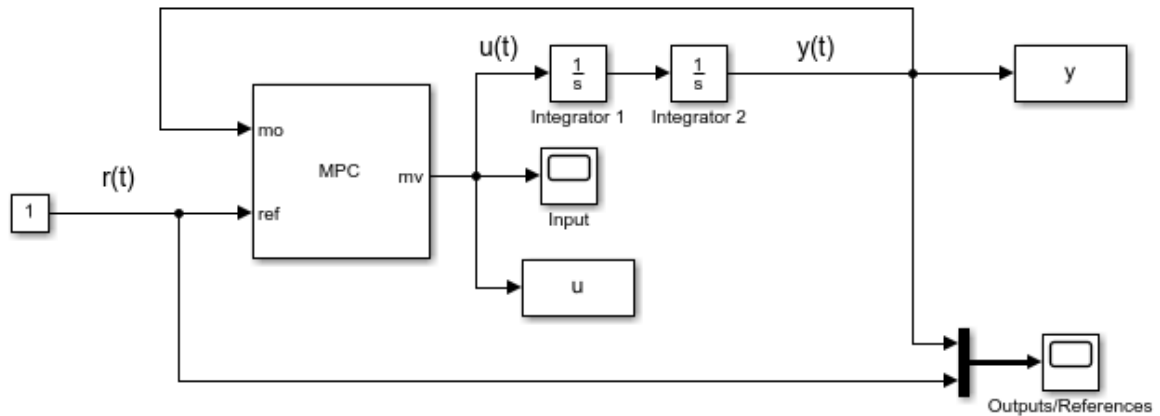 u(t)
y(t)
1
s
1
s
y
Integrator 1
Integrator 2
mo
MPC
mv
r(t)
1
ref
Input
u
Outputs/References